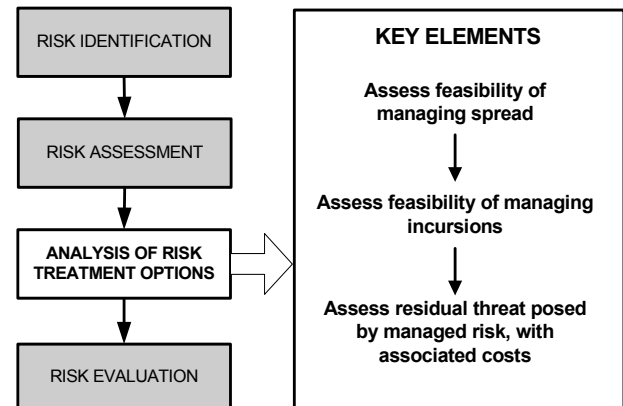 RISK IDENTIFICATION
RISK ASSESSMENT
ANALYSIS OF RISK
TREATMENT OPTIONS
RISK EVALUATION
KEY ELEMENTS
Assess feasibility of
managing spread
Assess feasibility of managing
incursions
Assess residual threat posed
by managed risk, with
associated costs